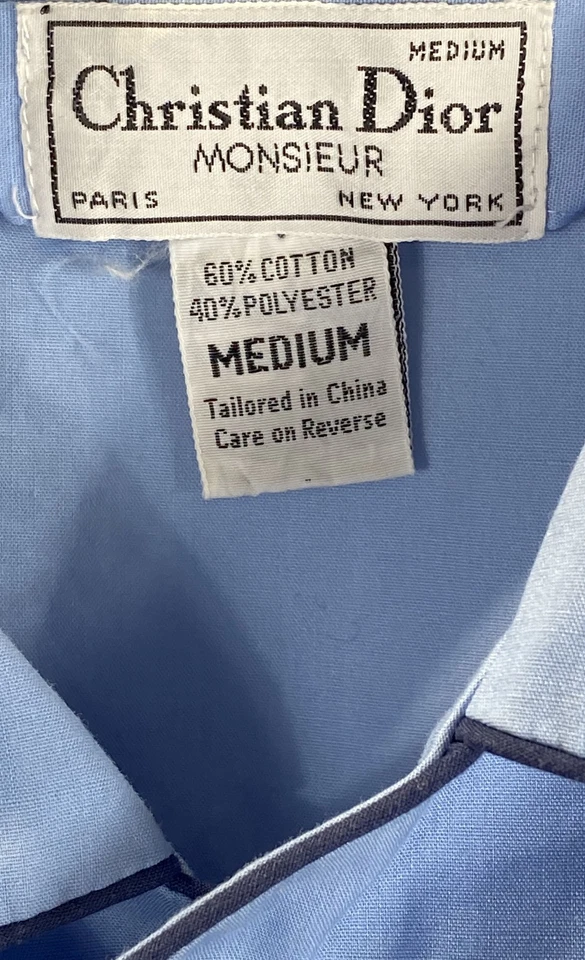 MEDIUM
Christian Dior
MONSIEUR
PARIS NEW YORK
60% COTTON
40% POLYESTER
MEDIUM
Tailored in China
Care on Reverse